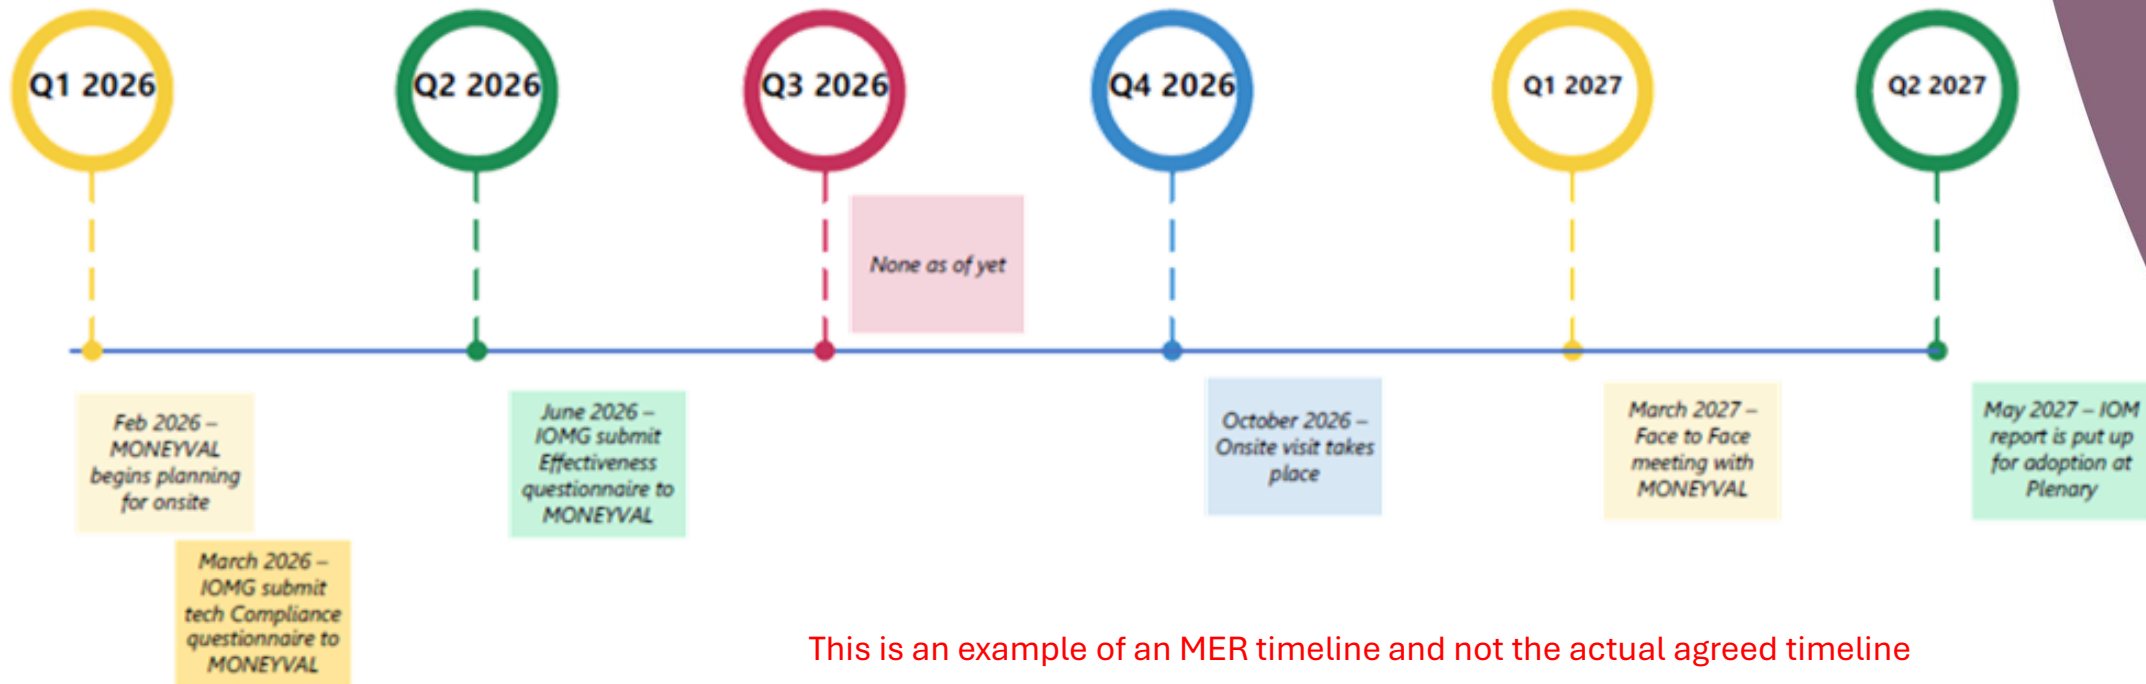 Q1 2026
Q2 2026
Q3 2026
Q4 2026
Q1 2027
Q2 2027
None as of yet
Feb 2026 –
MONEYVAL
begins planning
for onsite
March 2026 –
IOMG submit
tech Compliance
questionnaire to
MONEYVAL
June 2026 –
IOMG submit
Effectiveness
questionnaire to
MONEYVAL
October 2026 –
Onsite visit takes
place
March 2027 –
Face to Face
meeting with
MONEYVAL
May 2027 – IOM
report is put up
for adoption at
Plenary
This is an example of an MER timeline and not the actual agreed timeline